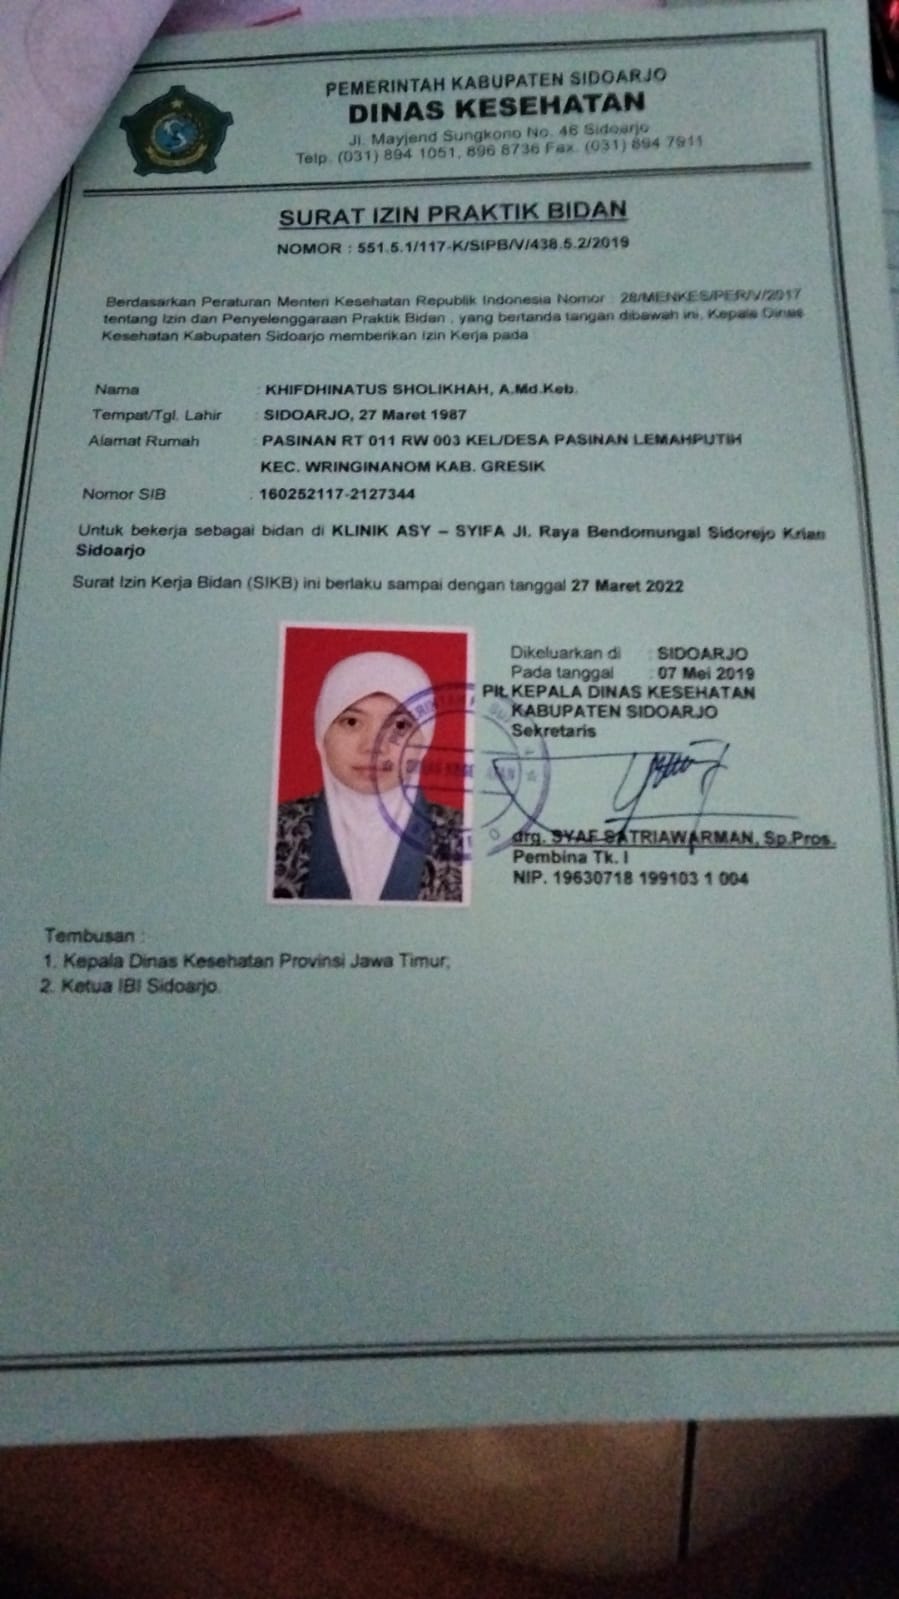 PEMERINTAH KABUPATEN SIDOARJO
DINAS KESEHATAN
Jl. Mayjend Sungkono No. 46 Sidoarjo
Telp. (031) 894 1051, 896 8736 Fax. (031) 894 7911
SURAT IZIN PRAKTIK BIDAN
NOMOR : 551.5.1/117-K/SIPB/V/438.5.2/2019
Berdasarkan Peraturan Menteri Kesehatan Republik Indonesia Nomor : 28/MENKES/PER/V/2017
tentang Izin dan Penyelenggaraan Praktik Bidan , yang bertanda tangan dibawah ini, Kepala Dinas
Kesehatan Kabupaten Sidoarjo memberikan Izin Kerja pada
Nama : KHIFDHINATUS SHOLIKHAH, A.Md.Keb.
Tempat/Tgl. Lahir : SIDOARJO, 27 Maret 1987
Alamat Rumah : PASINAN RT 011 RW 003 KEL/DESA PASINAN LEMAHPUTIH
KEC. WRINGINANOM KAB. GRESIK
Nomor SIB : 160252117-2127344
Untuk bekerja sebagai bidan di KLINIK ASY – SYIFA Jl. Raya Bendomungal Sidorejo Krian
Sidoarjo
Surat Izin Kerja Bidan (SIKB) ini berlaku sampai dengan tanggal 27 Maret 2022
Dikeluarkan di : SIDOARJO
Pada tanggal : 07 Mei 2019
Plt. KEPALA DINAS KESEHATAN
KABUPATEN SIDOARJO
Sekretaris
drg. SYAF SATRIAWARMAN, Sp.Pros.
Pembina Tk. I
NIP. 19630718 199103 1 004
Tembusan :
1. Kepala Dinas Kesehatan Provinsi Jawa Timur;
2. Ketua IBI Sidoarjo.